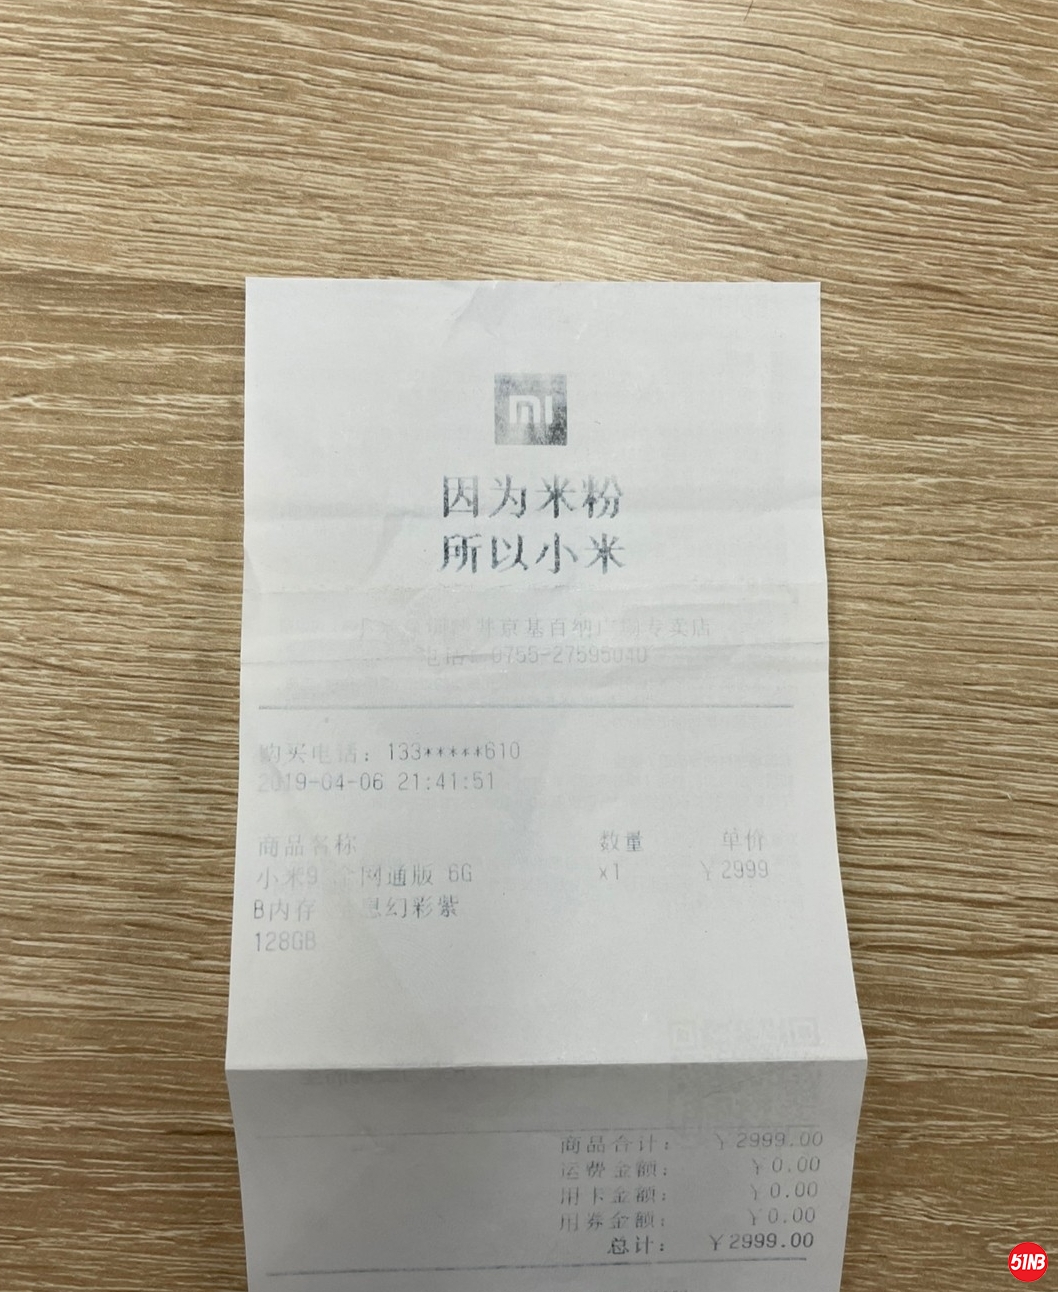 mi
因为米粉
所以小米
井京基百纳广场专卖店
电话：0755-27595040
购买电话：133*****610
2019-04-06 21:41:51
商品名称 数量 单价
小米9 网通版 6G x1 ￥2999
B内存 息幻彩紫
128GB
商品合计： ￥2999.00
运费金额： ￥0.00
用卡金额： ￥0.00
用券金额： ￥0.00
总计： ￥2999.00
51NB